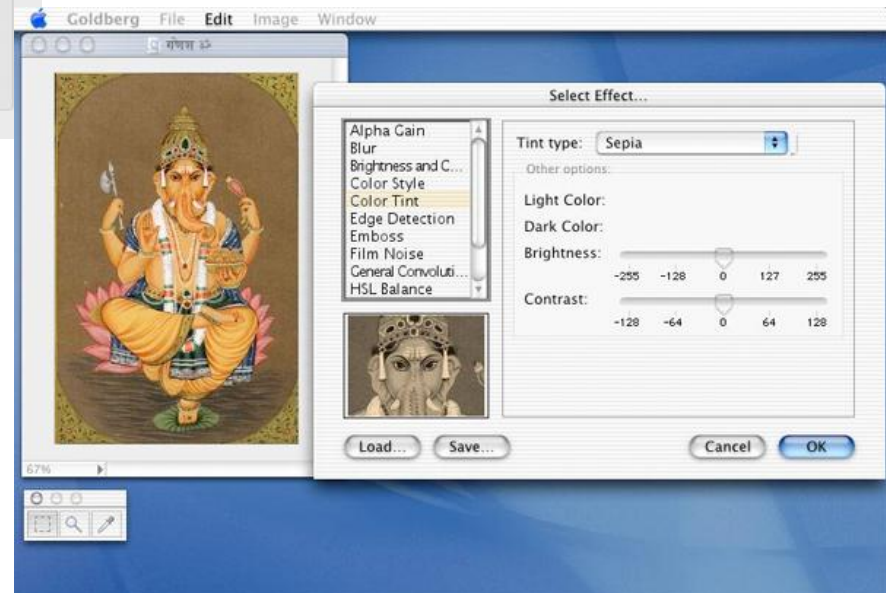 Goldberg File Edit Image Window
गणेश ॐ
Select Effect...
Alpha Gain
Blur
Brightness and C...
Color Style
Color Tint
Edge Detection
Emboss
Film Noise
General Convoluti...
HSL Balance
Tint type: Sepia
Other options:
Light Color:
Dark Color:
Brightness:
-255 -128 0 127 255
Contrast:
-128 -64 0 64 128
Load... Save... Cancel OK
67%